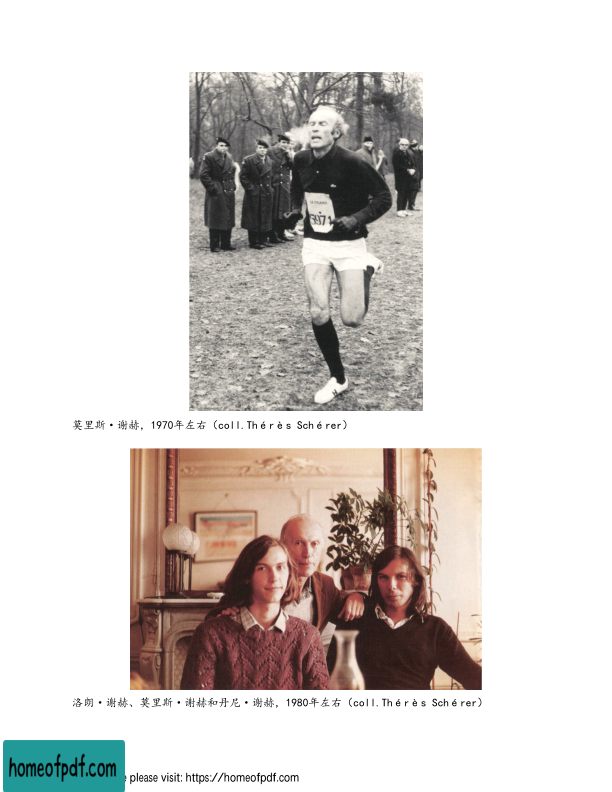 莫里斯·谢赫，1970年左右（coll.Thérès Schérer）
洛朗·谢赫、莫里斯·谢赫和丹尼·谢赫，1980年左右（coll.Thérès Schérer）
homeofpdf.com
please visit: https://homeofpdf.com